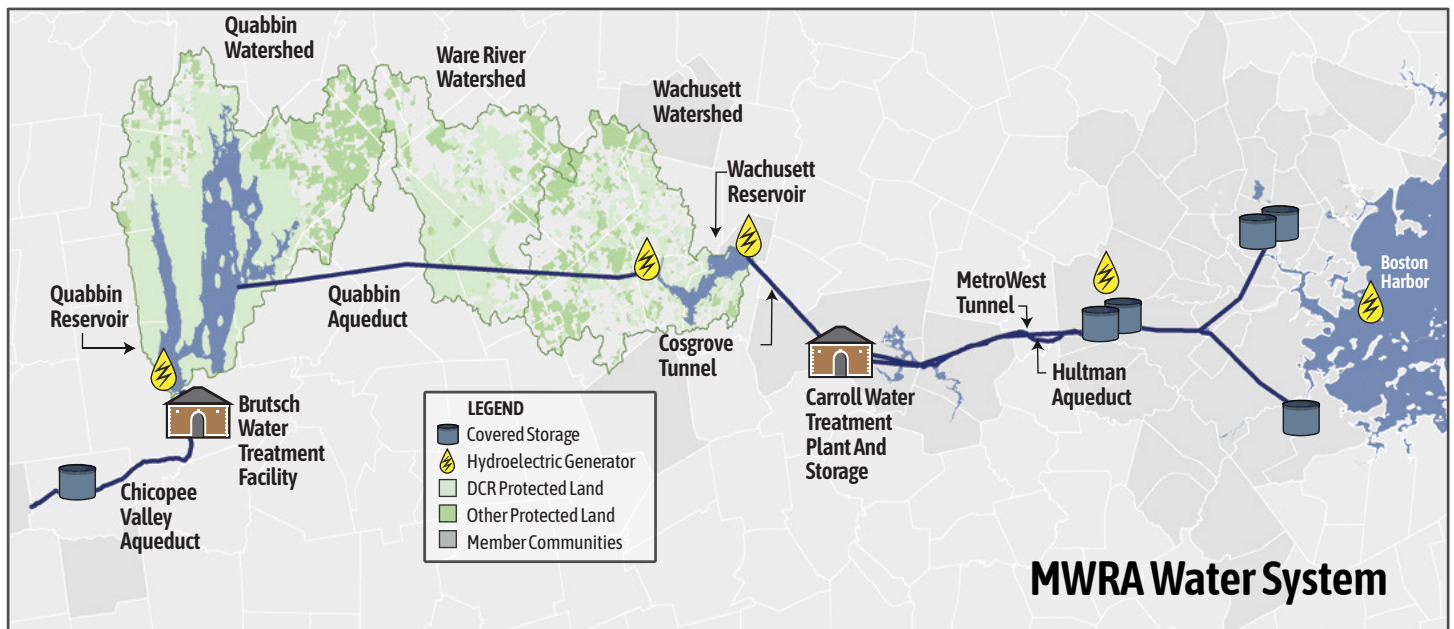 Quabbin
Watershed
Ware River
Watershed
Wachusett
Watershed
Wachusett
Reservoir
Quabbin
Reservoir
Quabbin
Aqueduct
Cosgrove
Tunnel
MetroWest
Tunnel
Boston
Harbor
Hultman
Aqueduct
Brutsch
Water
Treatment
Facility
Carroll Water
Treatment
Plant And
Storage
Chicopee
Valley
Aqueduct
LEGEND
Covered Storage
Hydroelectric Generator
DCR Protected Land
Other Protected Land
Member Communities
MWRA Water System